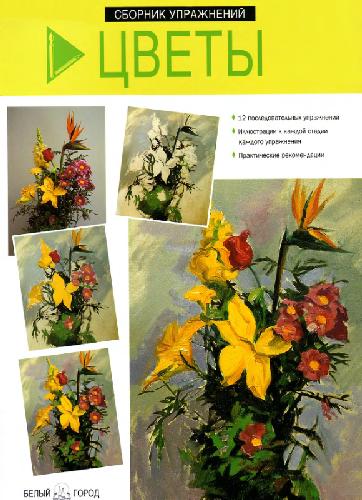 СБОРНИК УПРАЖНЕНИЙ
ЦВЕТЫ
12 последовательных упражнений
Иллюстрации к каждой стадии
каждого упражнения
Практические рекомендации
БЕЛЫЙ ГОРОД